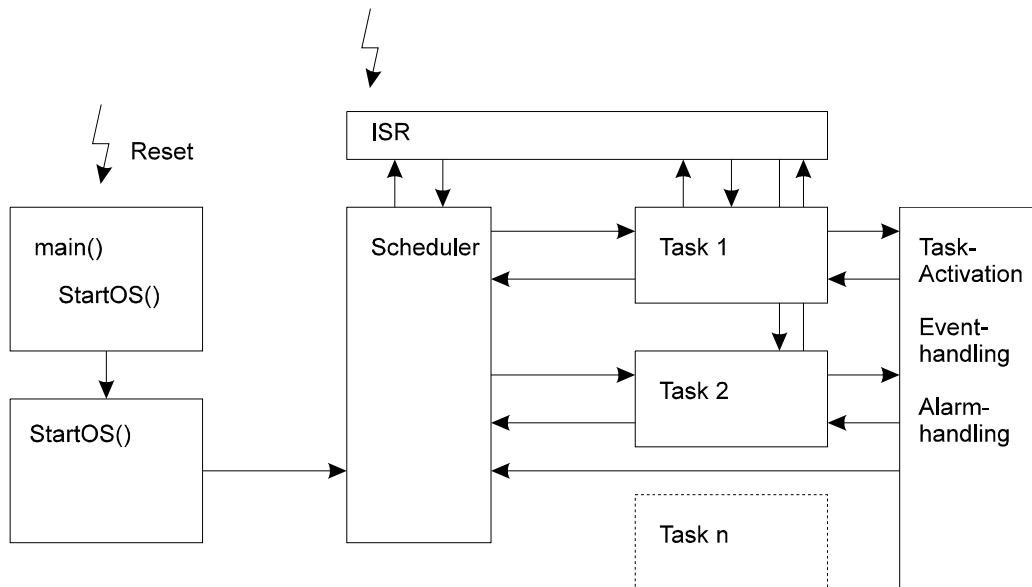 ISR
Reset
main()
StartOS()
Scheduler
Task 1
Task-
Activation
Event-
handling
Task 2
Alarm-
handling
StartOS()
Task n